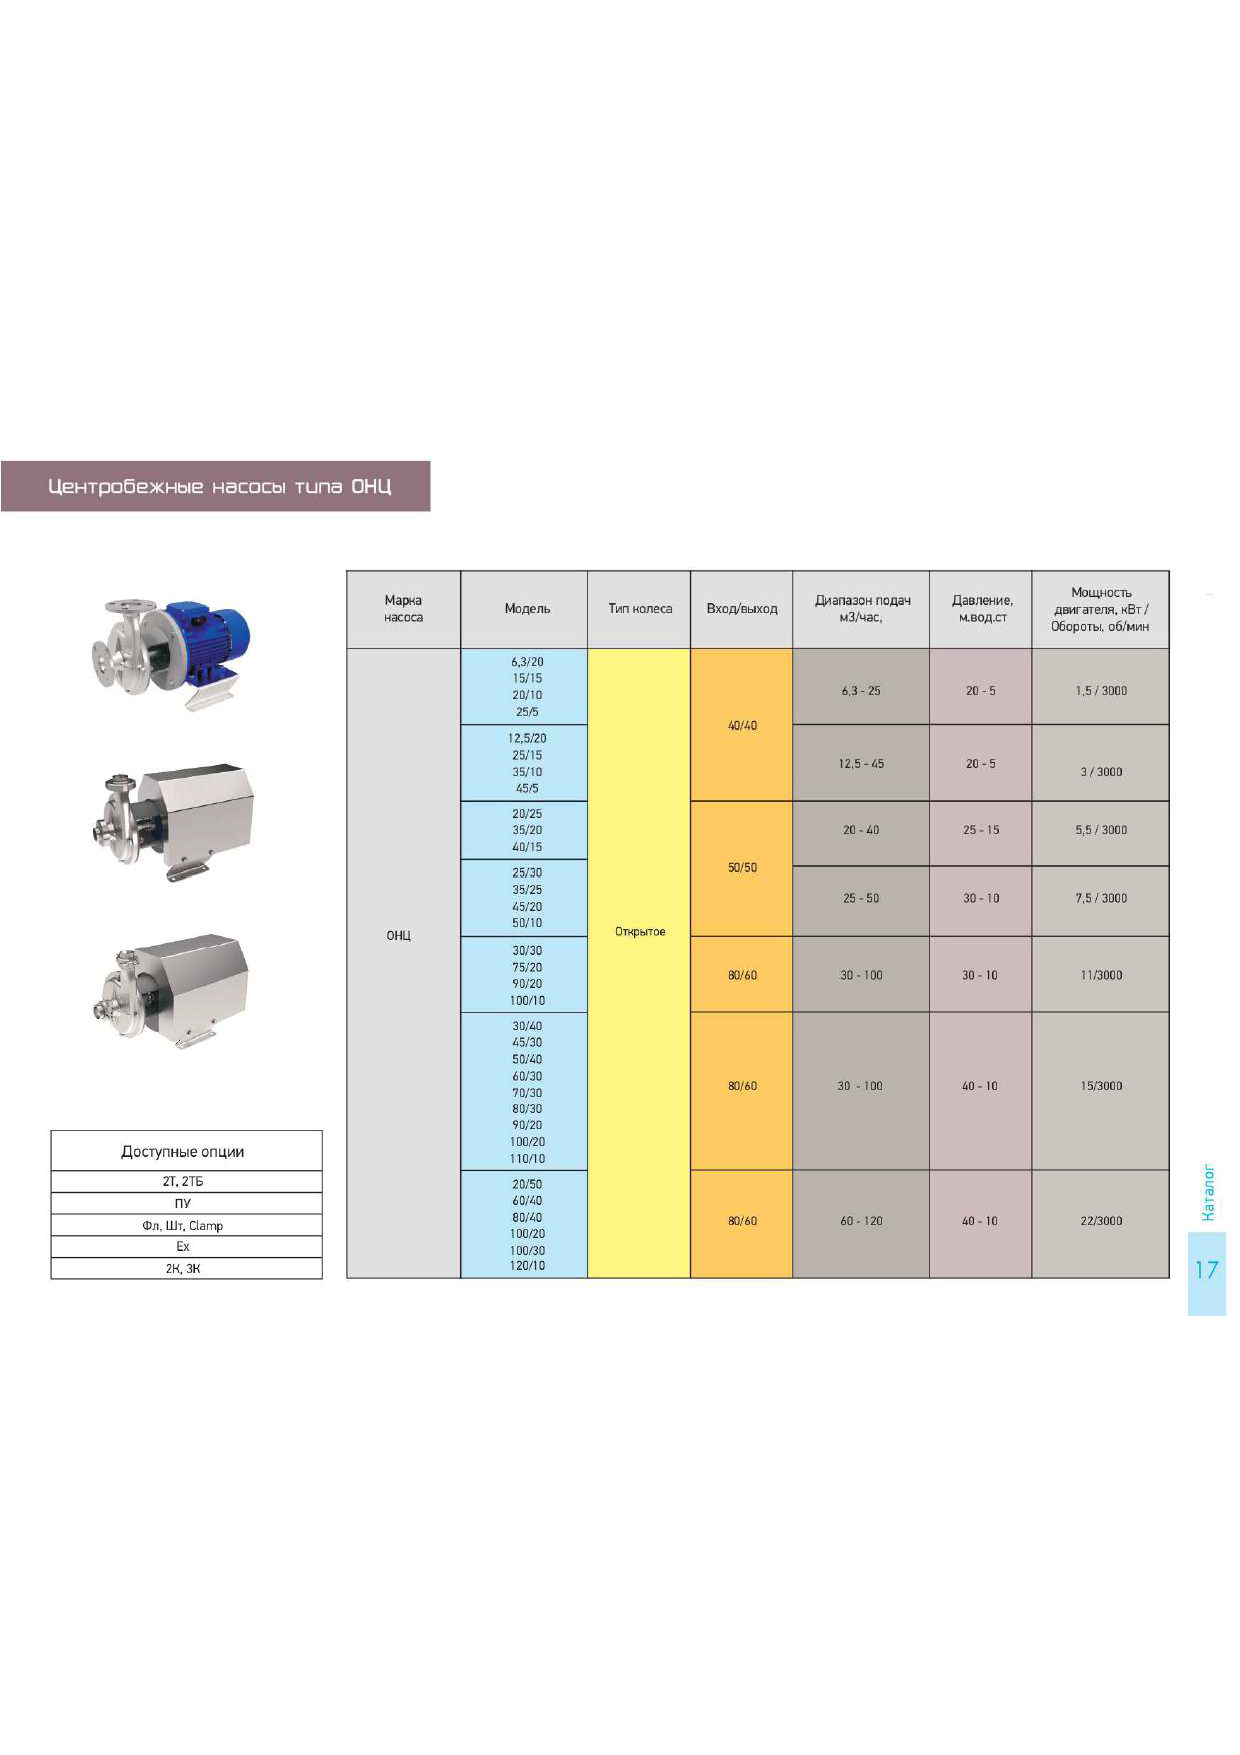 Центробежные насосы типа ОНЦ
Марка
насоса
Модель
Тип колеса
Вход/выход
Диапазон подач
м3/час,
Давление,
м.вод.ст
Мощность
двигателя, кВт /
Обороты, об/мин
ОНЦ
6,3/20
15/15
20/10
25/5
Открытое
40/40
6,3 - 25
20 - 5
1,5 / 3000
12,5/20
25/15
35/10
45/5
12,5 - 45
20 - 5
3 / 3000
20/25
35/20
40/15
50/50
20 - 40
25 - 15
5,5 / 3000
25/30
35/25
45/20
50/10
25 - 50
30 - 10
7,5 / 3000
30/30
75/20
90/20
100/10
80/60
30 - 100
30 - 10
11/3000
30/40
45/30
50/40
60/30
70/30
80/30
90/20
100/20
110/10
80/60
30 - 100
40 - 10
15/3000
20/50
60/40
80/40
100/20
100/30
120/10
80/60
60 - 120
40 - 10
22/3000
Доступные опции
2Т, 2ТБ
ПУ
Фл, Шт, Clamp
Ex
2К, 3К
Каталог
17